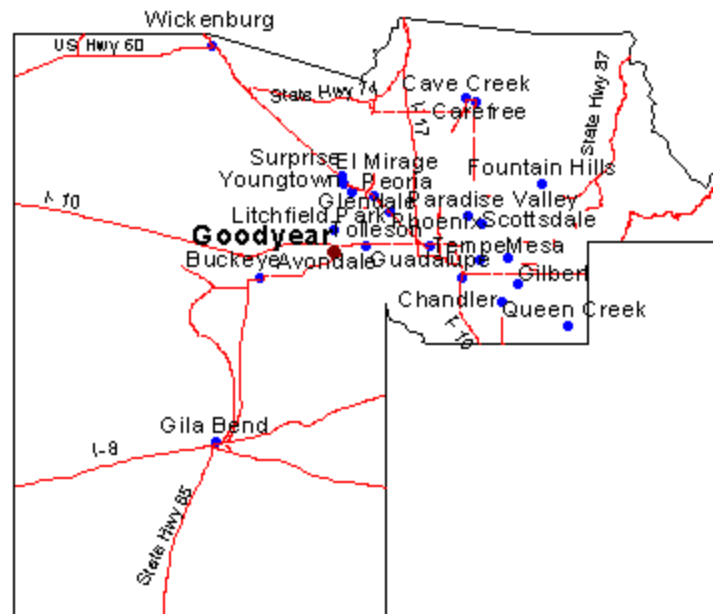 Wickenburg
US Hwy 60
State Hwy 74
Cave Creek
I-17
Carefree
State Hwy 87
Surprise
El Mirage
Fountain Hills
Youngtown
Peoria
I-10
Glendale
Paradise Valley
Litchfield Park
Phoenix
Scottsdale
Goodyear
Tolleson
Tempe
Mesa
Buckeye
Avondale
Guadalupe
Gilbert
Chandler
Queen Creek
I-10
Gila Bend
I-8
State Hwy 85